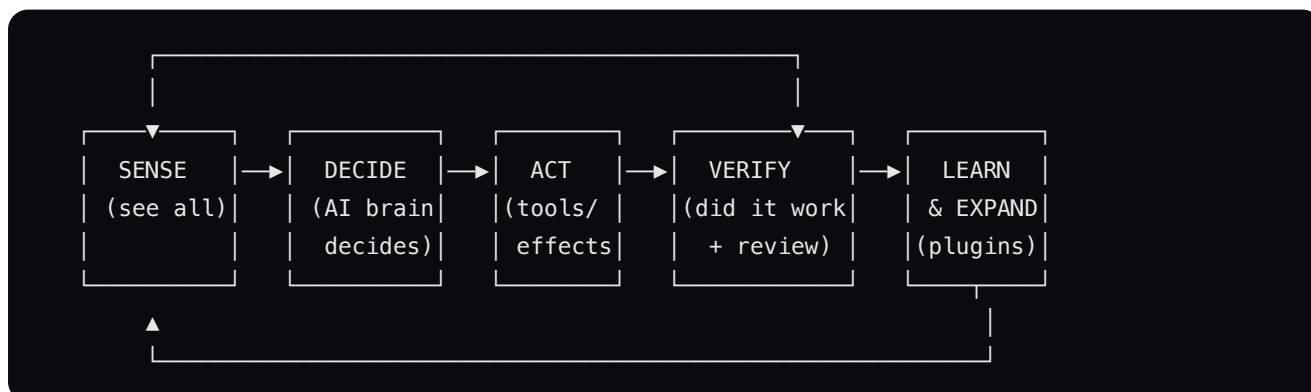 SENSE DECIDE ACT VERIFY LEARN
(see all) (AI brain (tools/ (did it work & EXPAND
decides) effects + review) (plugins)